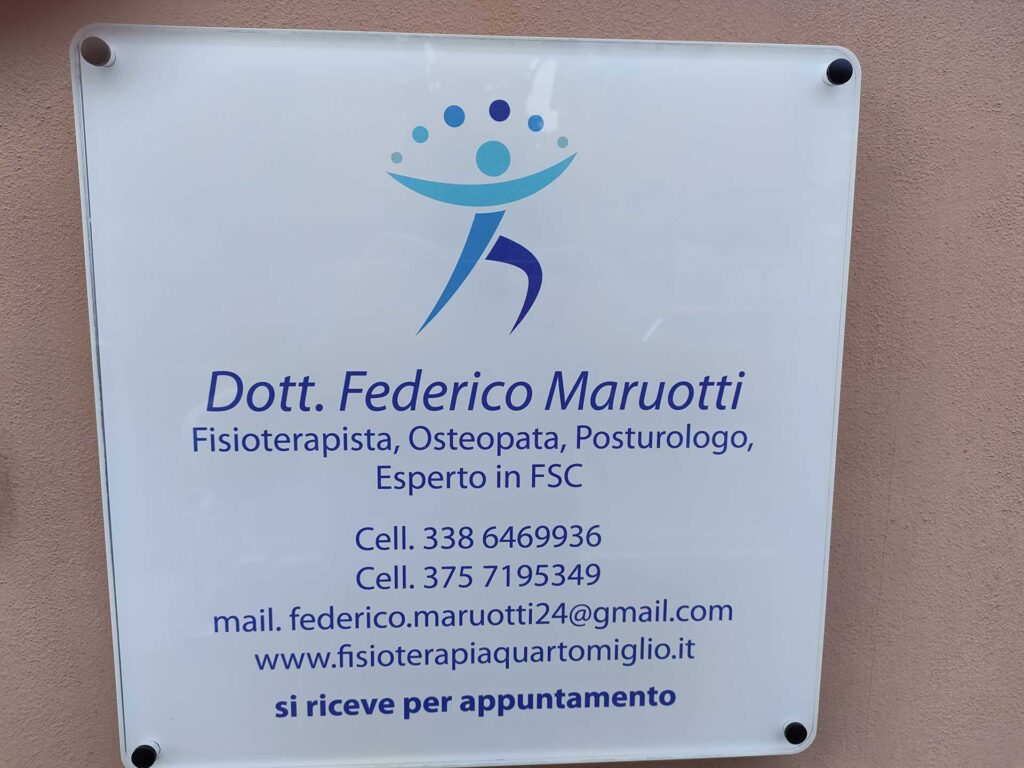 Dott. Federico Maruotti
Fisioterapista, Osteopata, Posturologo,
Esperto in FSC
Cell. 338 6469936
Cell. 375 7195349
mail. federico.maruotti24@gmail.com
www.fisioterapiaquartomiglio.it
si riceve per appuntamento